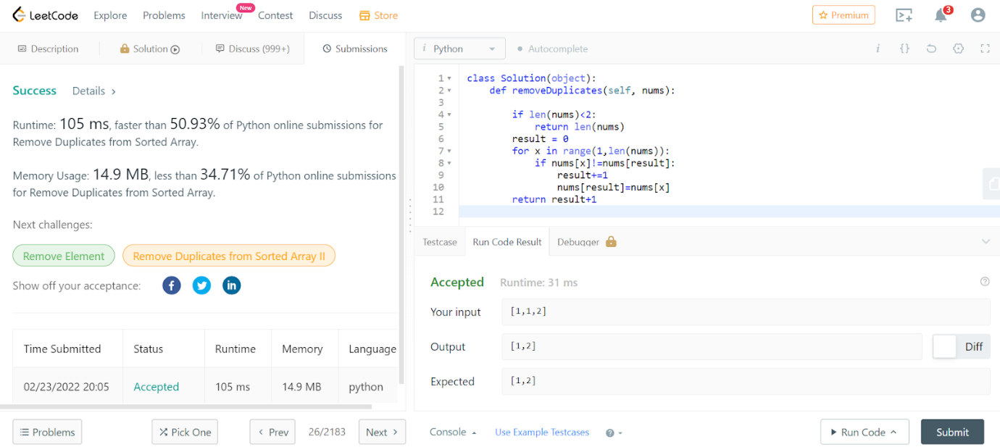 LeetCode Explore Problems Interview New Contest Discuss Store Premium 3
Description Solution Discuss (999+) Submissions
i Python Autocomplete i {}
Success Details >
Runtime: 105 ms, faster than 50.93% of Python online submissions for
Remove Duplicates from Sorted Array.
Memory Usage: 14.9 MB, less than 34.71% of Python online submissions
for Remove Duplicates from Sorted Array.
Next challenges:
Remove Element Remove Duplicates from Sorted Array II
Show off your acceptance:
Time Submitted Status Runtime Memory Language
02/23/2022 20:05 Accepted 105 ms 14.9 MB python
1 class Solution(object):
2 def removeDuplicates(self, nums):
3
4 if len(nums)<2:
5 return len(nums)
6 result = 0
7 for x in range(1,len(nums)):
8 if nums[x]!=nums[result]:
9 result+=1
10 nums[result]=nums[x]
11 return result+1
12
Testcase Run Code Result Debugger
Accepted Runtime: 31 ms
Your input [1,1,2]
Output [1,2] Diff
Expected [1,2]
Problems Pick One < Prev 26/2183 Next > Console Use Example Testcases Run Code Submit